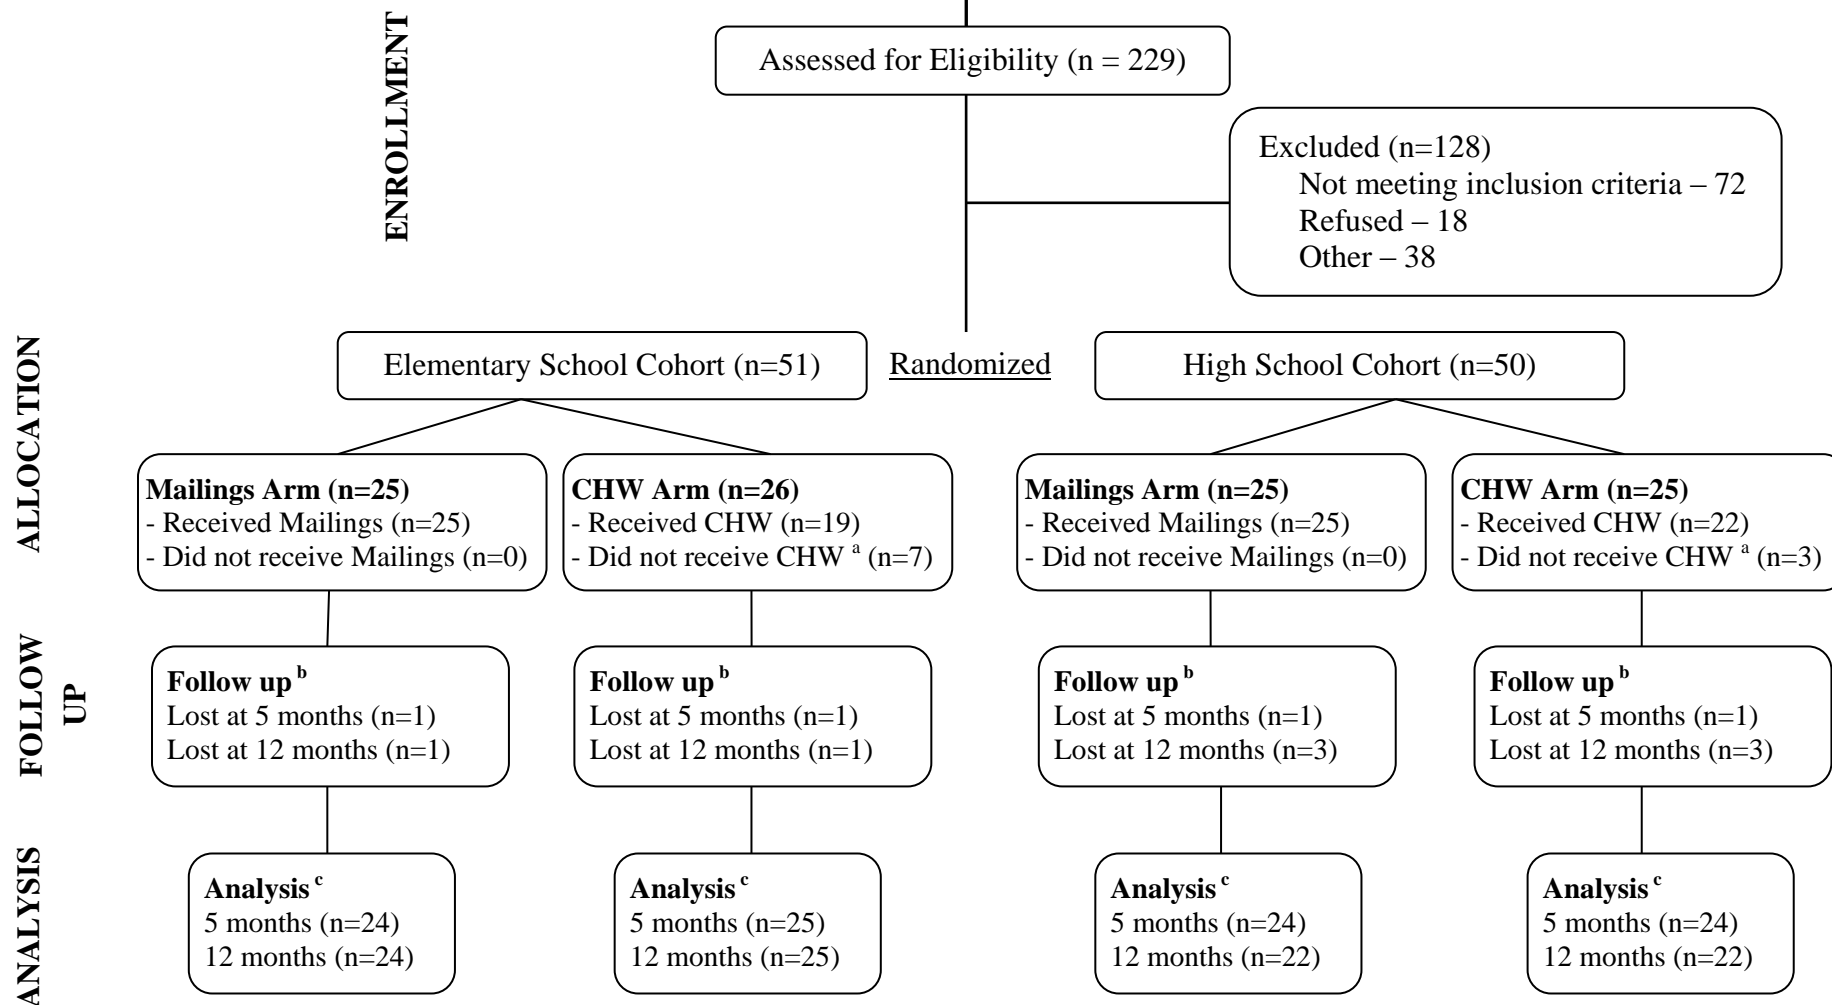 ENROLLMENT
Assessed for Eligibility (n = 229)
Excluded (n=128)
Not meeting inclusion criteria – 72
Refused – 18
Other – 38
ALLOCATION
Elementary School Cohort (n=51)
Randomized
High School Cohort (n=50)
Mailings Arm (n=25)
- Received Mailings (n=25)
- Did not receive Mailings (n=0)
CHW Arm (n=26)
- Received CHW (n=19)
- Did not receive CHW a (n=7)
Mailings Arm (n=25)
- Received Mailings (n=25)
- Did not receive Mailings (n=0)
CHW Arm (n=25)
- Received CHW (n=22)
- Did not receive CHW a (n=3)
FOLLOW
UP
Follow up b
Lost at 5 months (n=1)
Lost at 12 months (n=1)
Follow up b
Lost at 5 months (n=1)
Lost at 12 months (n=1)
Follow up b
Lost at 5 months (n=1)
Lost at 12 months (n=3)
Follow up b
Lost at 5 months (n=1)
Lost at 12 months (n=3)
ANALYSIS
Analysis c
5 months (n=24)
12 months (n=24)
Analysis c
5 months (n=25)
12 months (n=25)
Analysis c
5 months (n=24)
12 months (n=22)
Analysis c
5 months (n=24)
12 months (n=22)